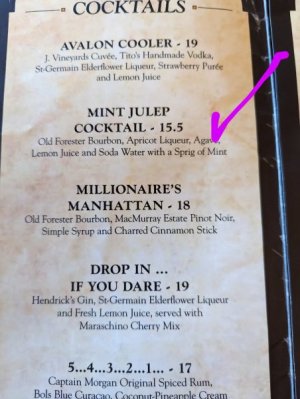 COCKTAILS
AVALON COOLER - 19
J. Vineyards Cuvée, Tito's Handmade Vodka,
St-Germain Elderflower Liqueur, Strawberry Purée
and Lemon Juice
MINT JULEP
COCKTAIL - 15.5
Old Forester Bourbon, Apricot Liqueur,
Lemon Juice and Soda Water with a Sprig of Mint
MILLIONAIRE'S
MANHATTAN - 18
Old Forester Bourbon, MacMurray Estate Pinot Noir,
Simple Syrup and Charred Cinnamon Stick
DROP IN ...
IF YOU DARE - 19
Hendrick's Gin, St-Germain Elderflower Liqueur
and Fresh Lemon Juice, served with
Maraschino Cherry Mix
5...4...3...2...1... - 17
Captain Morgan Original Spiced Rum,
Bols Blue Curacao, Coconut-Pineapple Cream